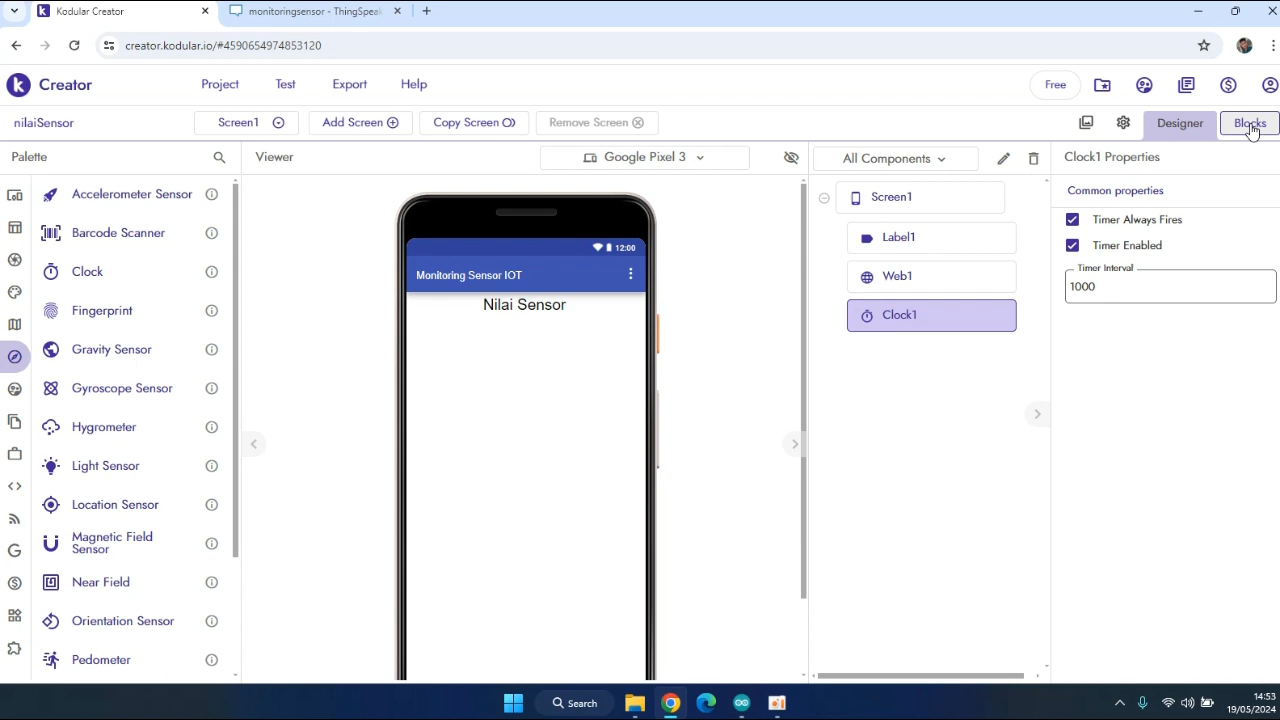 Kodular Creator
monitoringsensor - ThingSpeak
creator.kodular.io/#4590654974853120
Creator
Project
Test
Export
Help
Free
nilaiSensor
Screen1
Add Screen
Copy Screen
Remove Screen
Designer
Blocks
Palette
Viewer
Google Pixel 3
All Components
Clock1 Properties
Accelerometer Sensor
Barcode Scanner
Clock
Fingerprint
Gravity Sensor
Gyroscope Sensor
Hygrometer
Light Sensor
Location Sensor
Magnetic Field
Sensor
Near Field
Orientation Sensor
Pedometer
12:00
Monitoring Sensor IOT
Nilai Sensor
Screen1
Label1
Web1
Clock1
Common properties
Timer Always Fires
Timer Enabled
Timer Interval
1000
Search
14:53
19/05/2024